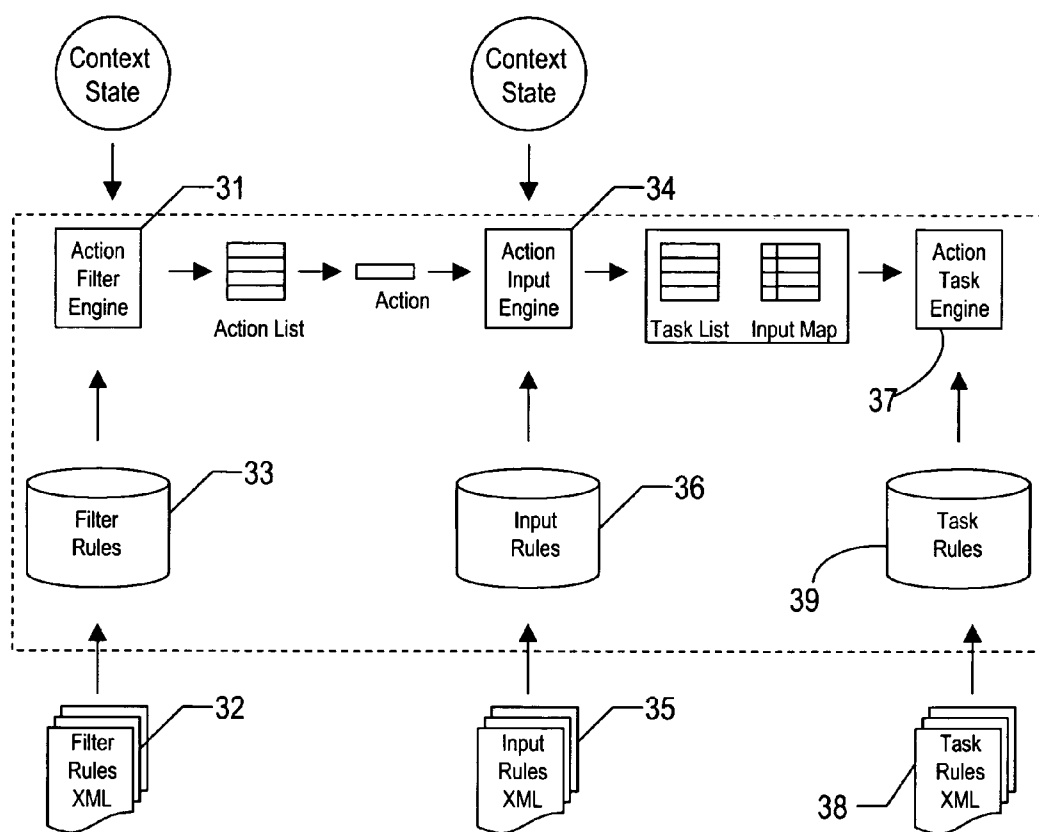 Context
State
Context
State
31
34
Action
Filter
Engine
Action List
Action
Action
Input
Engine
Task List
Input Map
Action
Task
Engine
37
33
36
Filter
Rules
Input
Rules
Task
Rules
39
32
35
38
Filter
Rules
XML
Input
Rules
XML
Task
Rules
XML